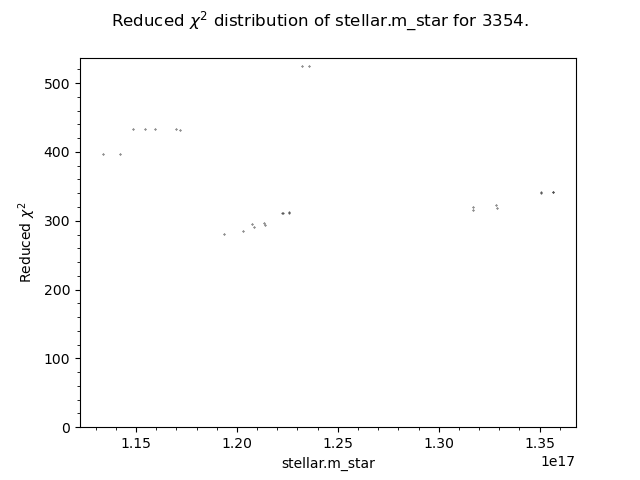 Reduced χ² distribution of stellar.m_star for 3354.
500
400
300
200
100
0
Reduced χ²
1.15 1.20 1.25 1.30 1.35
1e17
stellar.m_star